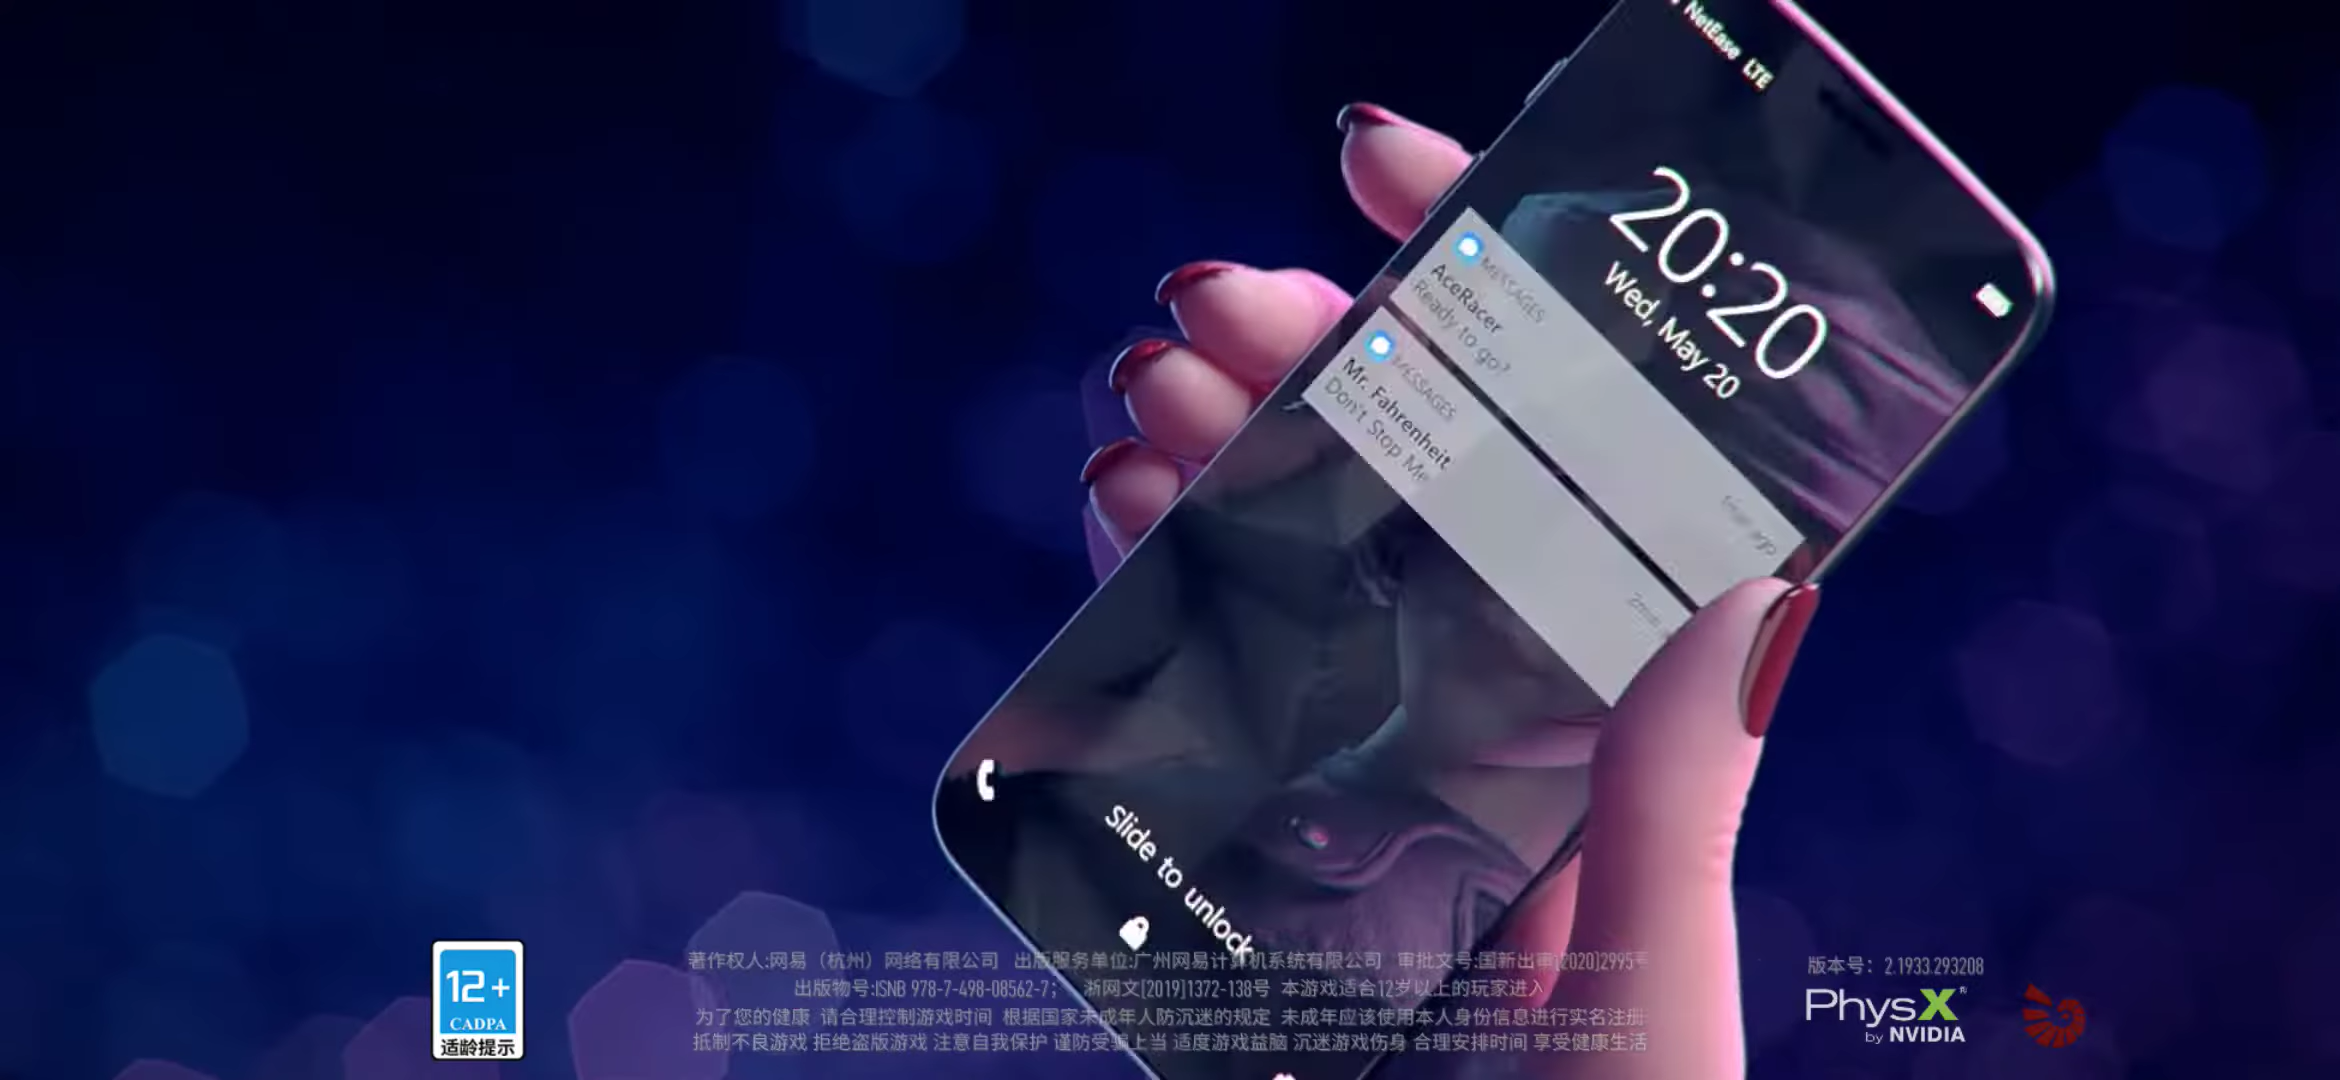 NetEase LTE
20:20
Wed, May 20
MESSAGES
AceRacer
Ready to go?
MESSAGES
Mr. Fahrenheit
Don't Stop Me
Slide to unlock
12+
CADPA
适龄提示
著作权人:网易（杭州）网络有限公司 出版服务单位:广州网易计算机系统有限公司 审批文号:国新出审[2020]2995号
出版物号:ISNB 978-7-498-08562-7； 浙网文[2019]1372-138号 本游戏适合12岁以上的玩家进入
为了您的健康 请合理控制游戏时间 根据国家未成年人防沉迷的规定 未成年应该使用本人身份信息进行实名注册
抵制不良游戏 拒绝盗版游戏 注意自我保护 谨防受骗上当 适度游戏益脑 沉迷游戏伤身 合理安排时间 享受健康生活
版本号：2.1933.293208
PhysX®
by NVIDIA